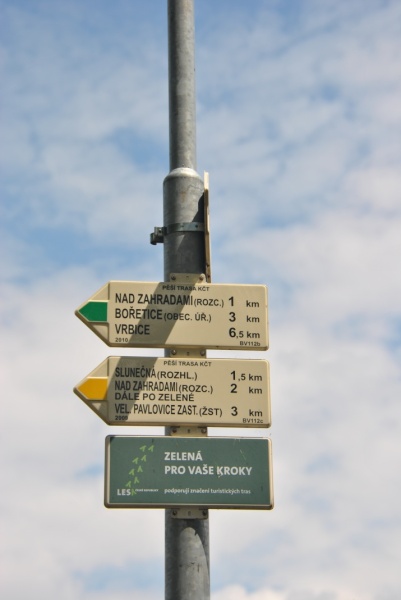 PĚŠÍ TRASA KČT
NAD ZAHRADAMI (ROZC.) 1 km
BOŘETICE (OBEC. ÚŘ.) 3 km
VRBICE 6,5 km
2010 BV112b
PĚŠÍ TRASA KČT
SLUNEČNÁ (ROZHL.) 1,5 km
NAD ZAHRADAMI (ROZC.) 2 km
DÁLE PO ZELENÉ
VEL. PAVLOVICE ZAST. (ŽST) 3 km
BV112c
ZELENÁ
PRO VAŠE KROKY
LES
podporují značení turistických tras